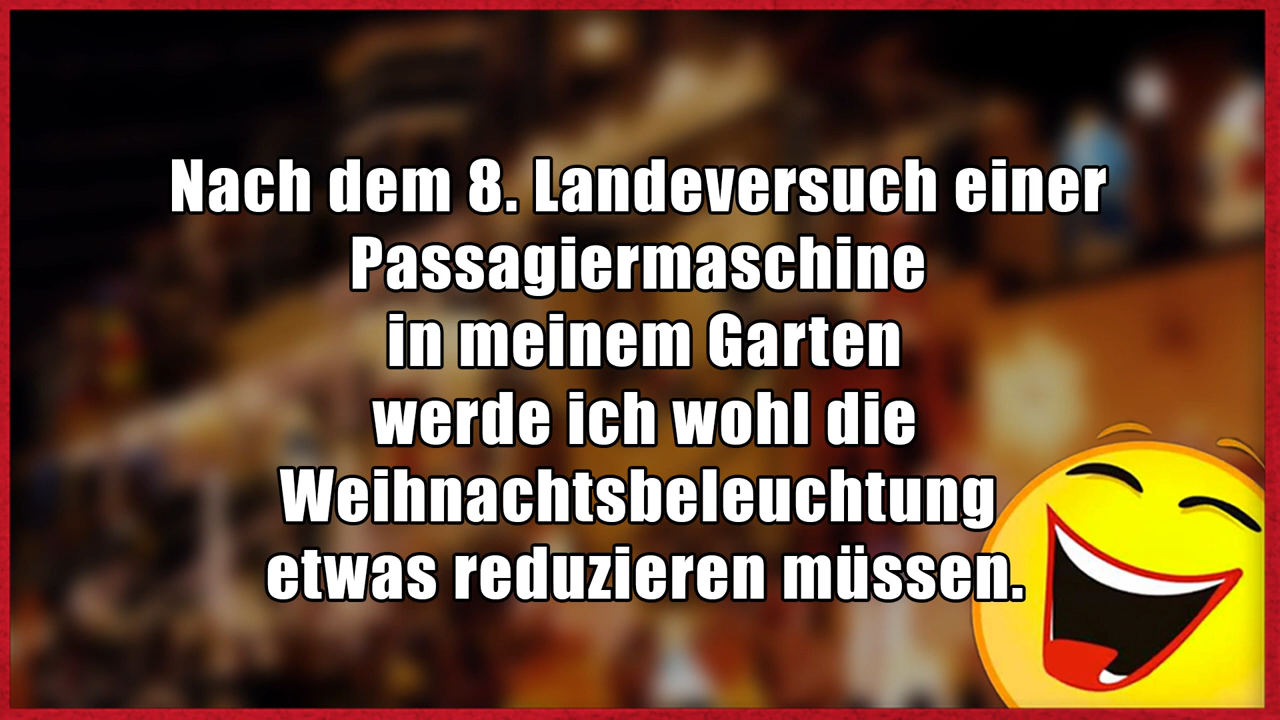 Nach dem 8. Landeversuch einer
Passagiermaschine
in meinem Garten
werde ich wohl die
Weihnachtsbeleuchtung
etwas reduzieren müssen.